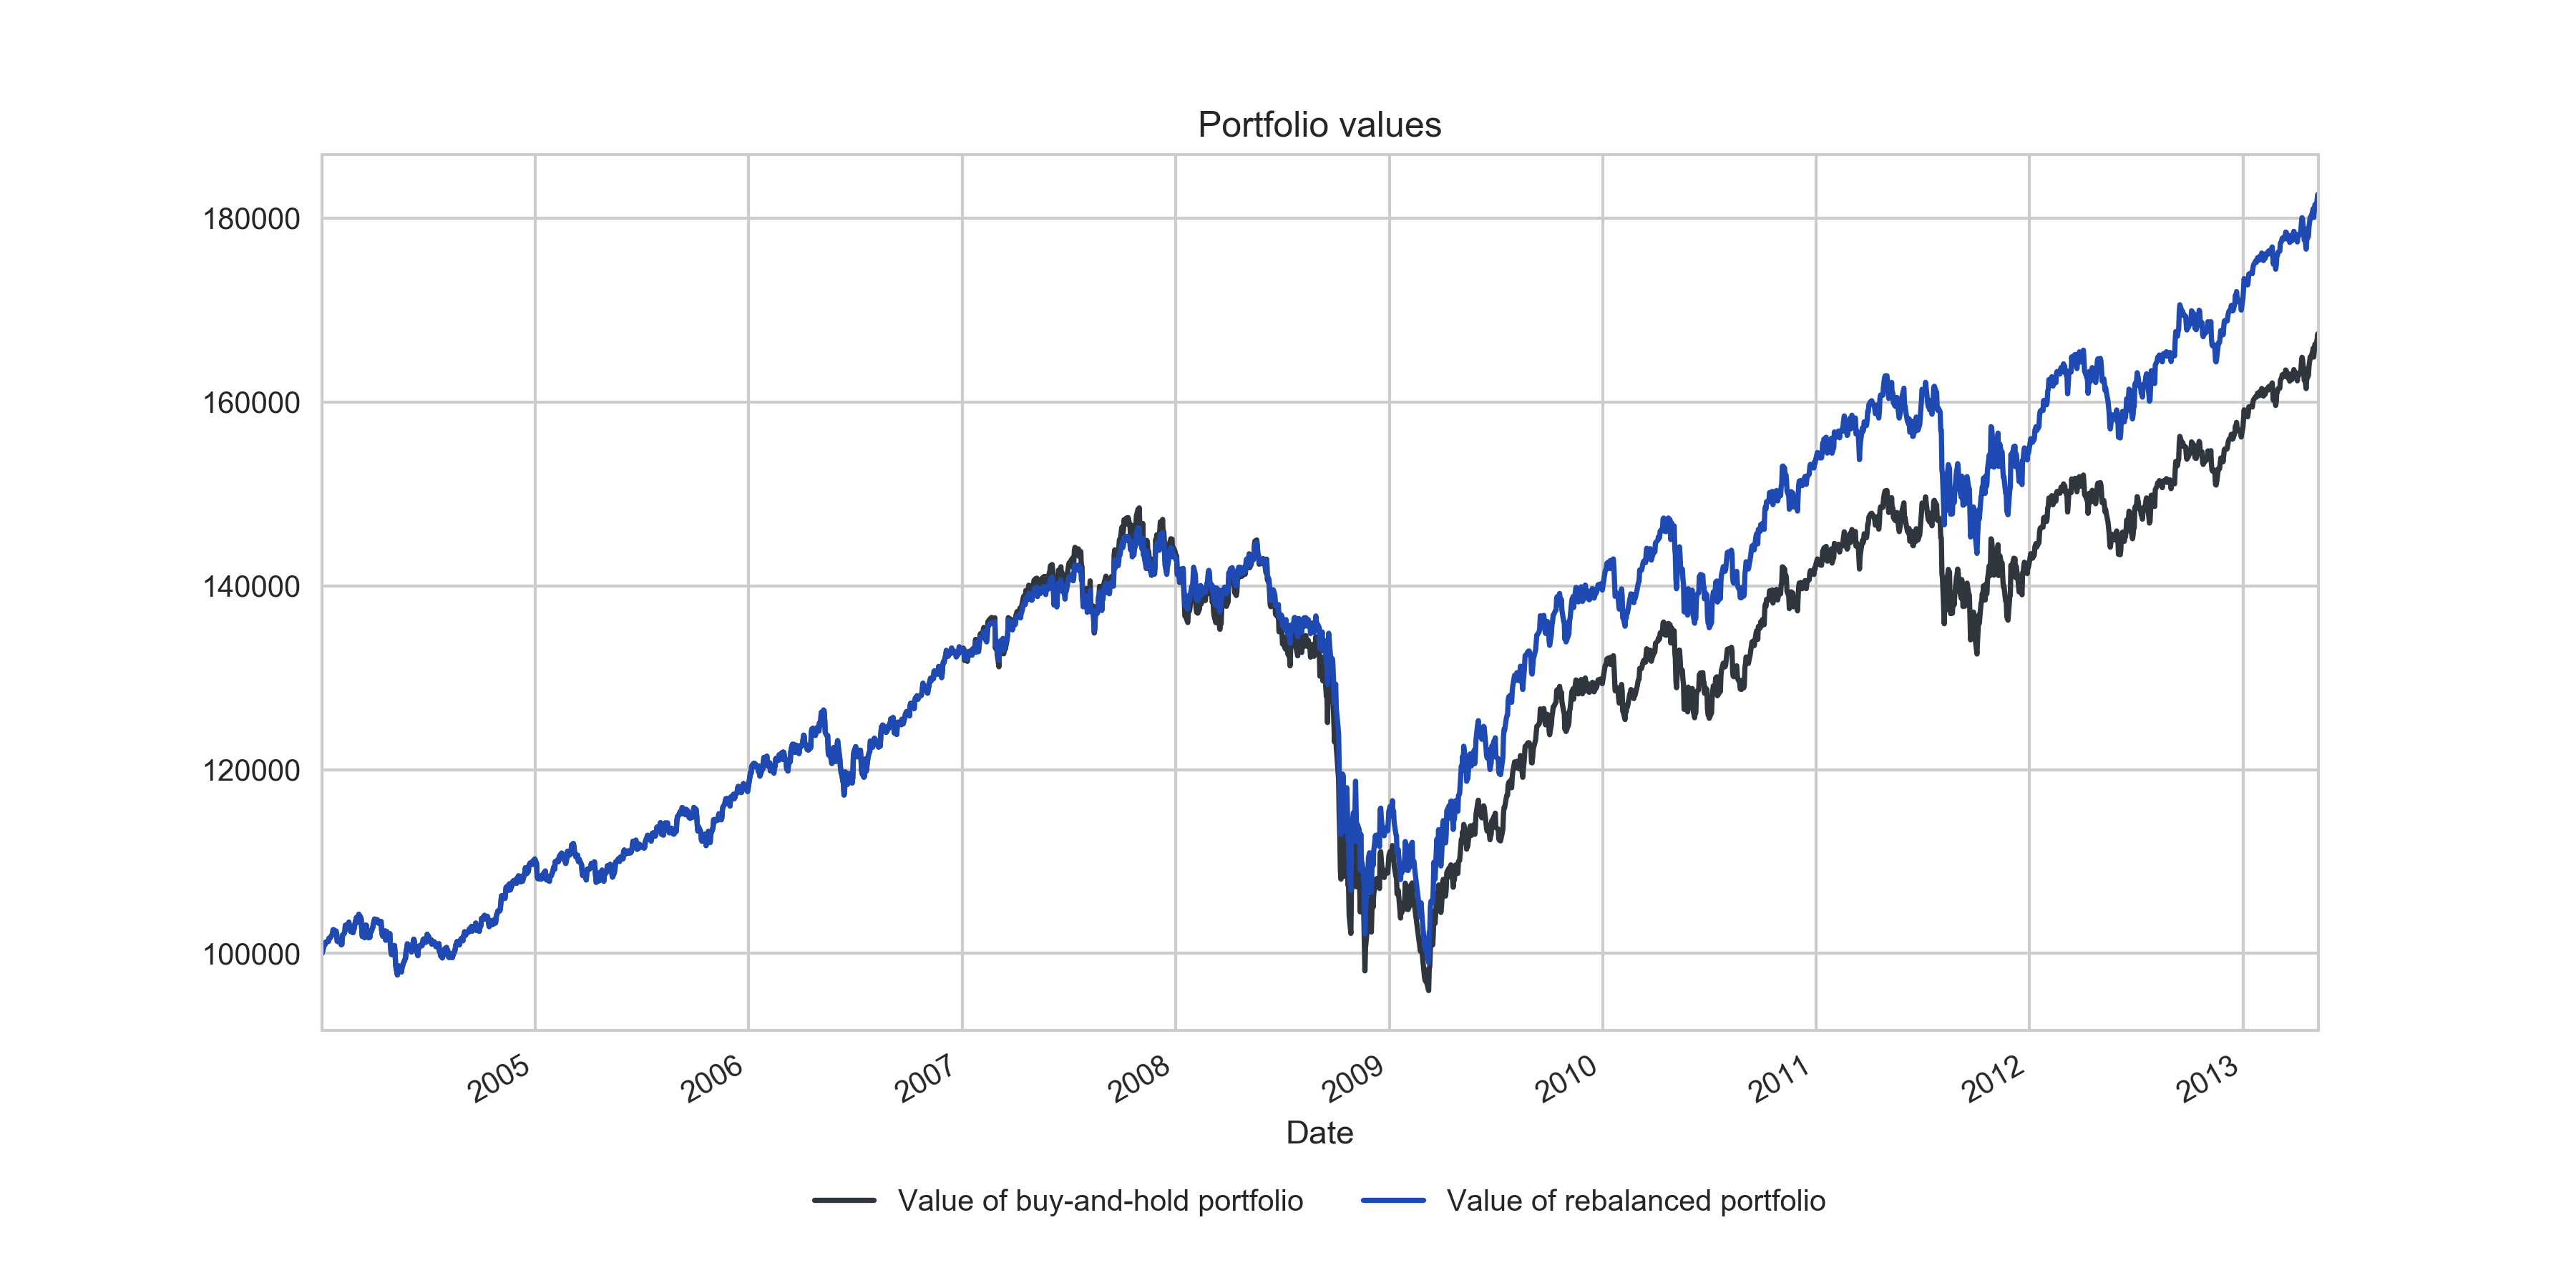 Portfolio values
180000
160000
140000
120000
100000
2005 2006 2007 2008 2009 2010 2011 2012 2013
Date
Value of buy-and-hold portfolio Value of rebalanced portfolio